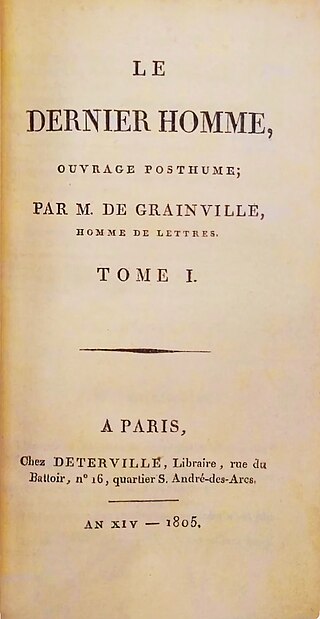 LE
DERNIER HOMME,
OUVRAGE POSTHUME;
PAR M. DE GRAINVILLE,
HOMME DE LETTRES.
TOME I.
A PARIS,
Chez DETERVILLE, Libraire, rue du
Battoir, n° 16, quartier S. André-des-Arcs.
AN XIV — 1805.